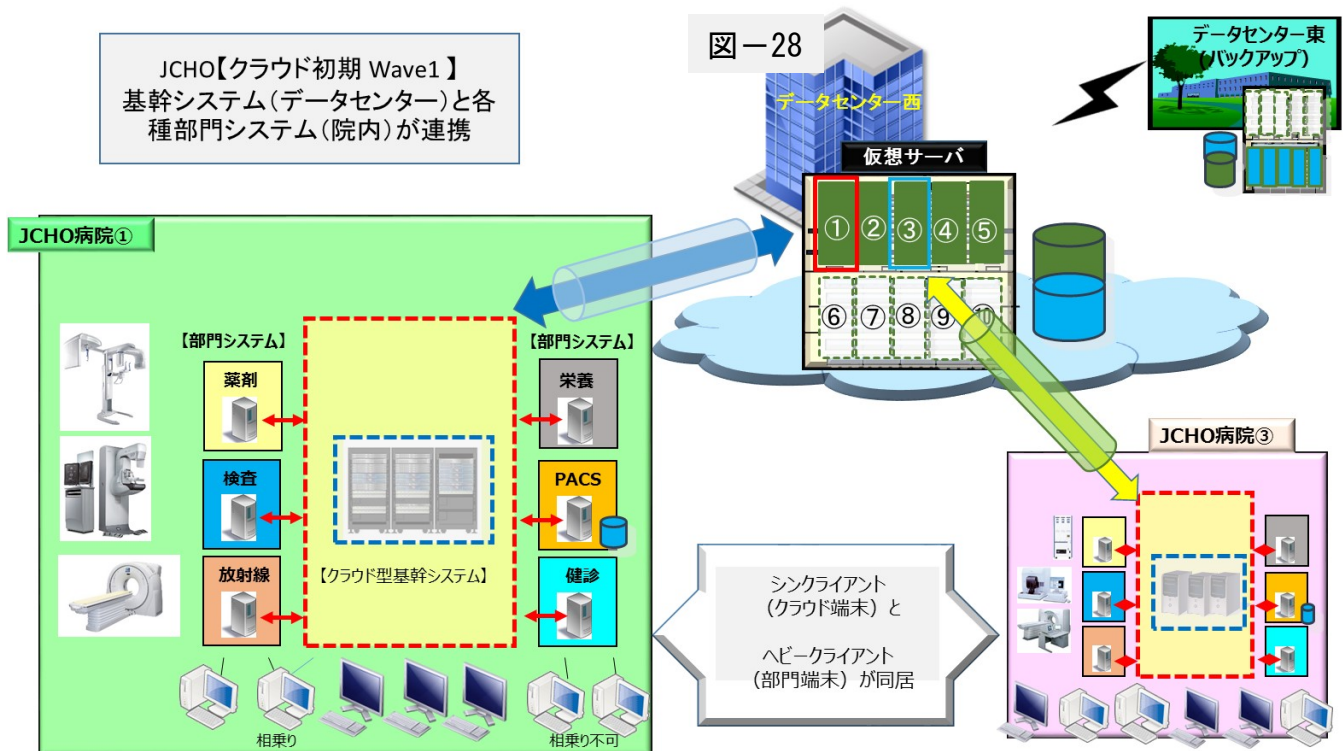 JCHO【クラウド初期 Wave1 】
基幹システム（データセンター）と各
種部門システム（院内）が連携
図－28
データセンター西
データセンター東
(バックアップ)
仮想サーバ
① ② ③ ④ ⑤
⑥ ⑦ ⑧ ⑨ ⑩
JCHO病院①
【部門システム】
薬剤
検査
放射線
【クラウド型基幹システム】
【部門システム】
栄養
PACS
健診
相乗り
相乗り不可
シンクライアント
（クラウド端末）と
ヘビークライアント
（部門端末）が同居
JCHO病院③